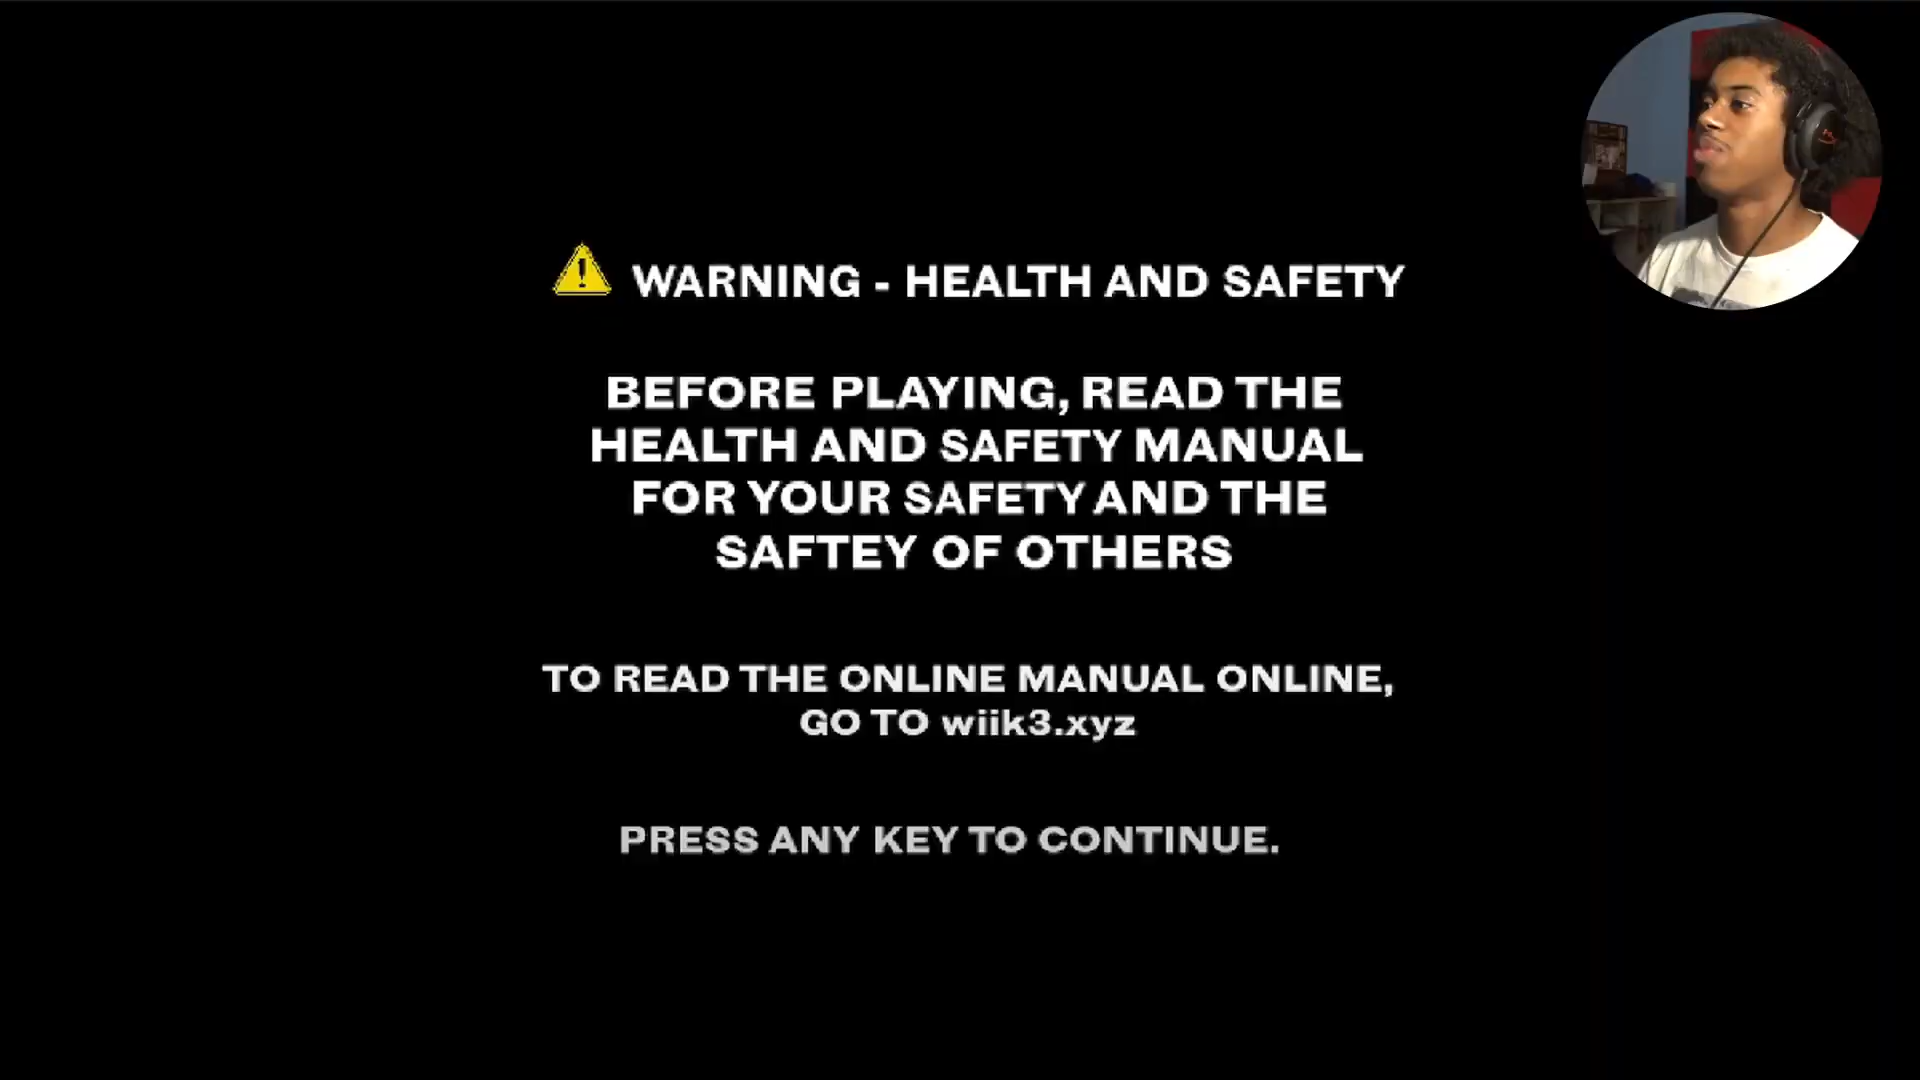 WARNING - HEALTH AND SAFETY
BEFORE PLAYING, READ THE
HEALTH AND SAFETY MANUAL
FOR YOUR SAFETY AND THE
SAFTEY OF OTHERS
TO READ THE ONLINE MANUAL ONLINE,
GO TO wiik3.xyz
PRESS ANY KEY TO CONTINUE.